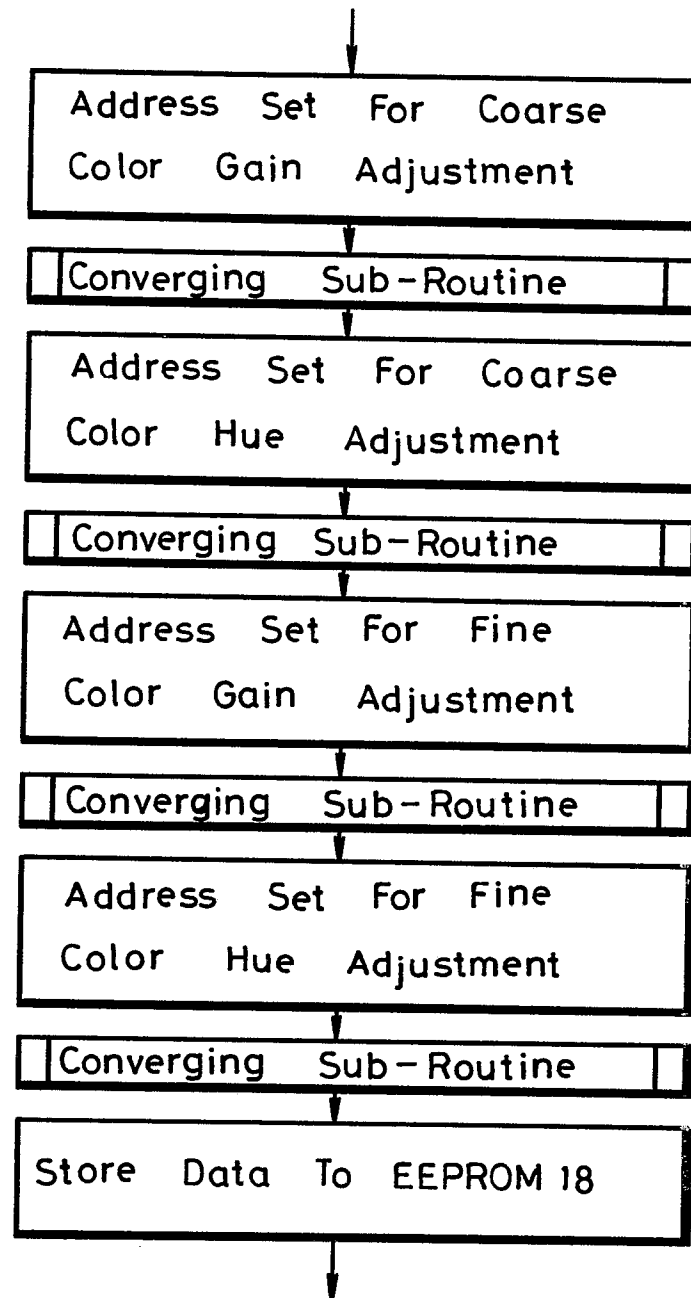 Address Set For Coarse
Color Gain Adjustment
Converging Sub-Routine
Address Set For Coarse
Color Hue Adjustment
Converging Sub-Routine
Address Set For Fine
Color Gain Adjustment
Converging Sub-Routine
Address Set For Fine
Color Hue Adjustment
Converging Sub-Routine
Store Data To EEPROM 18